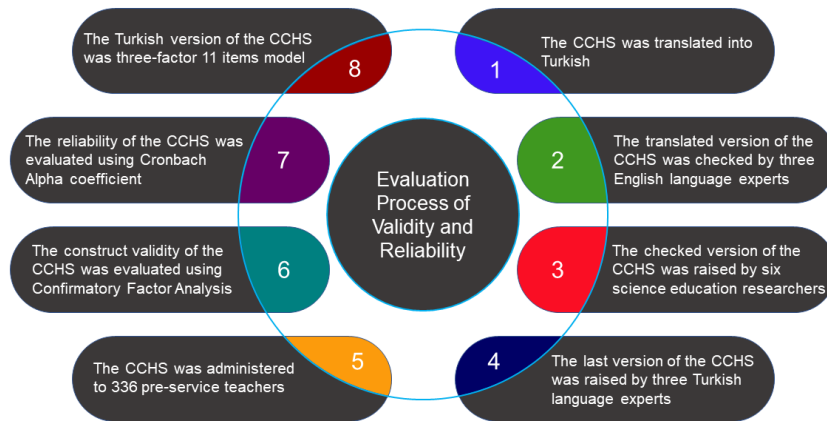 The CCHS was translated into
Turkish
1
The translated version of the
CCHS was checked by three
English language experts
2
The checked version of the
CCHS was raised by six
science education researchers
3
The last version of the CCHS
was raised by three Turkish
language experts
4
The CCHS was administered
to 336 pre-service teachers
5
The construct validity of the
CCHS was evaluated using
Confirmatory Factor Analysis
6
The reliability of the CCHS was
evaluated using Cronbach
Alpha coefficient
7
The Turkish version of the CCHS
was three-factor 11 items model
8
Evaluation
Process of
Validity and
Reliability